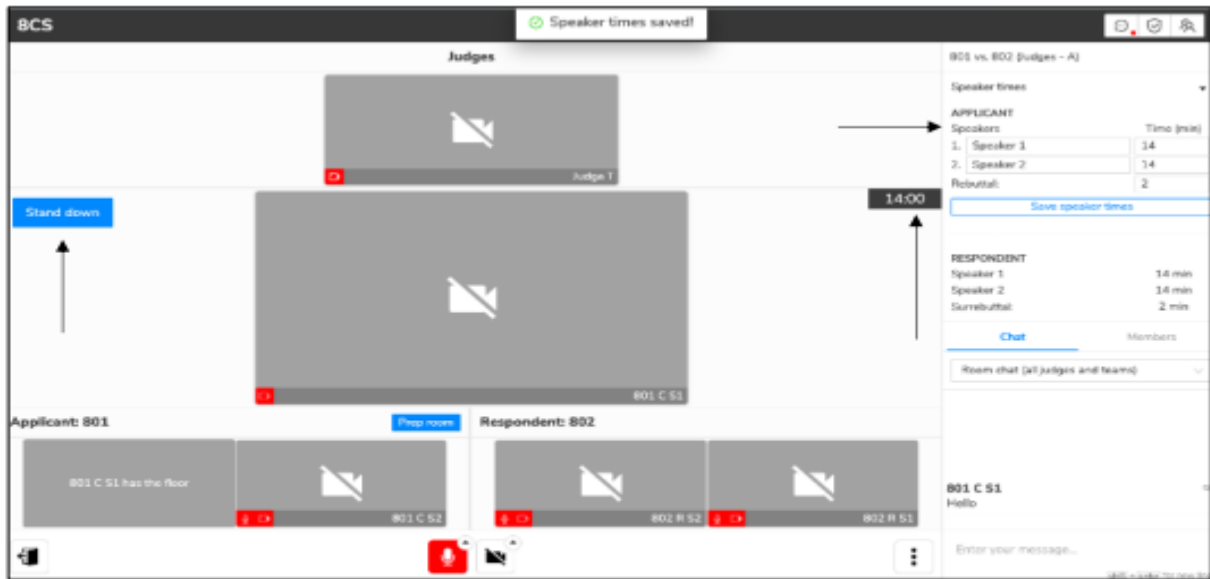 8CS
Speaker times saved!
Judges
Judge T
Stand down
14:00
801 C S1
Applicant: 801
Prep room
Respondent: 802
801 C S1 has the floor
801 C S2
802 R S2
802 R S1
801 vs. 802 (Judges - A)
Speaker times
APPLICANT
Speakers Time (min)
1. Speaker 1 14
2. Speaker 2 14
Rebuttal: 2
Save speaker times
RESPONDENT
Speaker 1 14 min
Speaker 2 14 min
Surrebuttal: 2 min
Chat Members
Room chat (all judges and teams)
801 C S1
Hello
Enter your message...